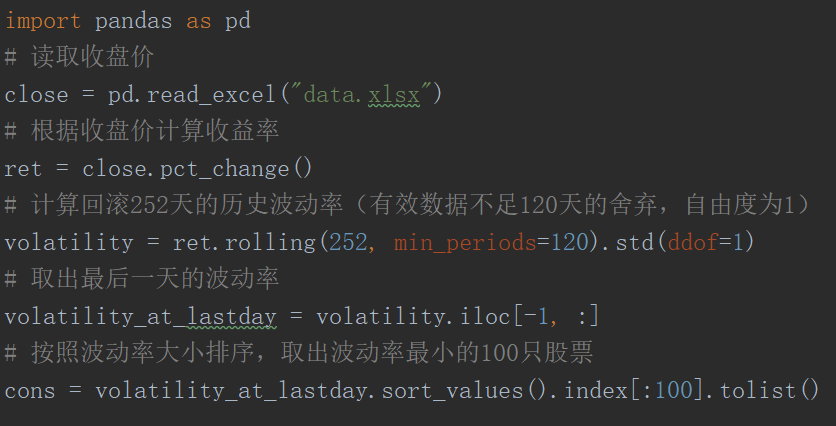 import pandas as pd
# 读取收盘价
close = pd.read_excel("data.xlsx")
# 根据收盘价计算收益率
ret = close.pct_change()
# 计算回滚252天的历史波动率（有效数据不足120天的舍弃，自由度为1）
volatility = ret.rolling(252, min_periods=120).std(ddof=1)
# 取出最后一天的波动率
volatility_at_lastday = volatility.iloc[-1, :]
# 按照波动率大小排序，取出波动率最小的100只股票
cons = volatility_at_lastday.sort_values().index[:100].tolist()